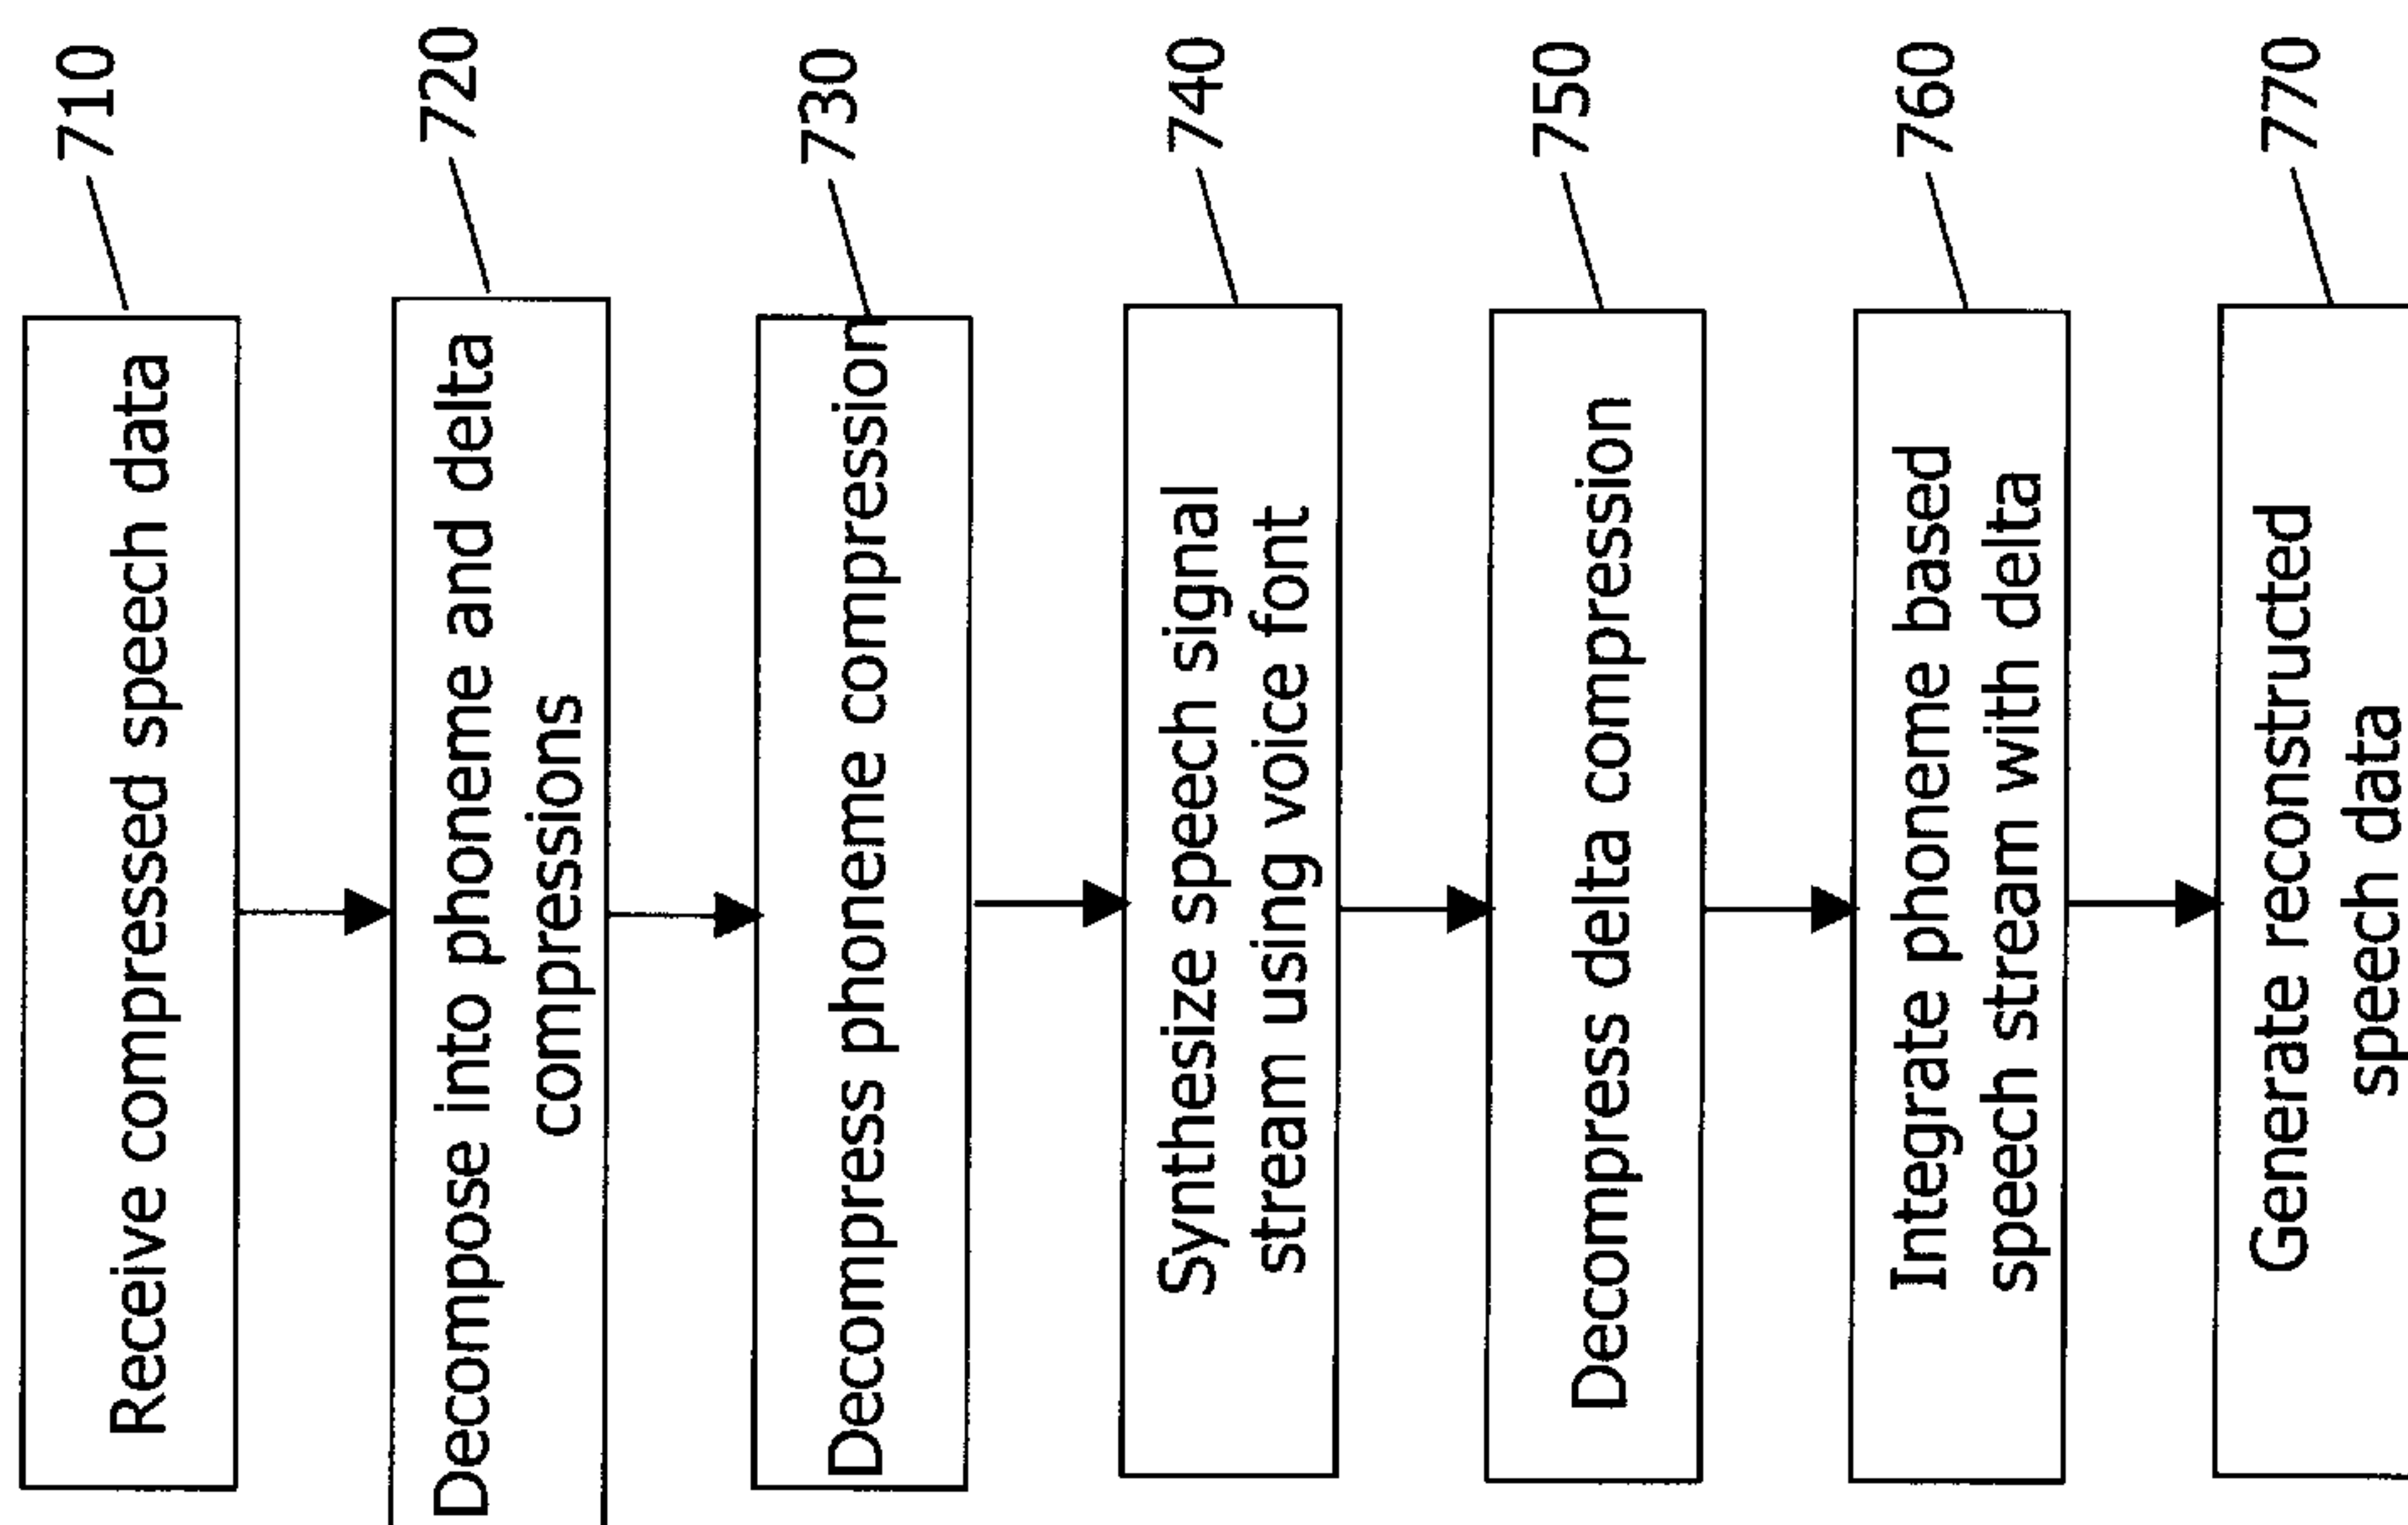 710
Receive compressed speech data
720
Decompose into phoneme and delta
compressions
730
Decompress phoneme compression
740
Synthesize speech signal
stream using voice font
750
Decompress delta compression
760
Integrate phoneme based
speech stream with delta
770
Generate reconstructed
speech data